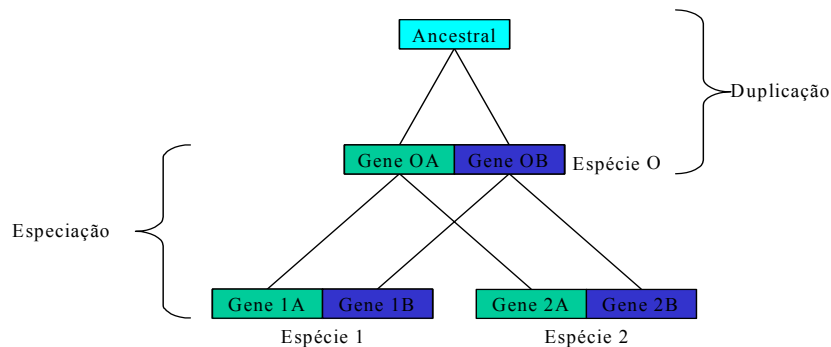 Ancestral
Duplicação
Gene OA Gene OB Espécie O
Especiação
Gene 1A Gene 1B Gene 2A Gene 2B
Espécie 1 Espécie 2